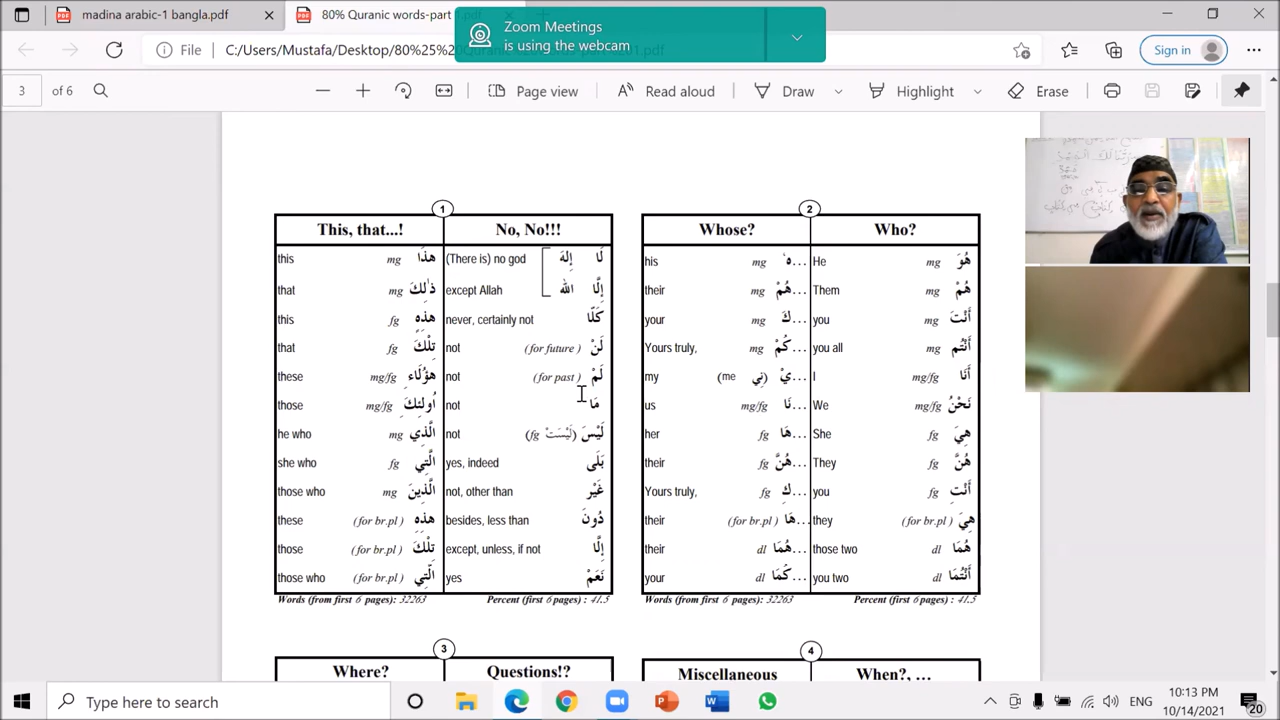 madina arabic-1 bangla.pdf
80% Quranic words-part
Zoom Meetings
is using the webcam
File C:/Users/Mustafa/Desktop/80%25%20Quranic
Sign in
3 of 6
Page view
Read aloud
Draw
Highlight
Erase
1
This, that...! No, No!!!
this mg هٰذَا (There is) no god لَا إِلٰهَ
that mg ذٰلِكَ except Allah إِلَّا اللّٰه
this fg هٰذِهِ never, certainly not كَلَّا
that fg تِلْكَ not (for future ) لَنْ
these mg/fg هٰؤُلَاءِ not (for past ) لَمْ
those mg/fg أُولٰئِكَ not مَا
he who mg الَّذِي not (لَيْسَتْ fg) لَيْسَ
she who fg الَّتِي yes, indeed بَلَى
those who mg الَّذِينَ not, other than غَيْر
these (for br.pl ) هٰذِهِ besides, less than دُونَ
those (for br.pl ) تِلْكَ except, unless, if not إِلَّا
those who (for br.pl ) الَّتِي yes نَعَمْ
Words (from first 6 pages): 32263 Percent (first 6 pages) : 41.5
2
Whose? Who?
his mg ...هُ He mg هُوَ
their mg ...هُمْ Them mg هُمْ
your mg ...كَ you mg أَنْتَ
Yours truly, mg ...كُمْ you all mg أَنْتُم
my (me نِي) ...يْ I mg/fg أَنَا
us mg/fg ...نَا We mg/fg نَحْنُ
her fg ...هَا She fg هِيَ
their fg ...هُنَّ They fg هُنَّ
Yours truly, fg ...كِ you fg أَنْتِ
their (for br.pl ) ...هَا they (for br.pl ) هِيَ
their dl ...هُمَا those two dl هُمَا
your dl ...كُمَا you two dl أَنْتُمَا
Words (from first 6 pages): 32263 Percent (first 6 pages) : 41.5
3
Where? Questions!?
4
Miscellaneous When?, …
Type here to search
ENG
10:13 PM
10/14/2021
20